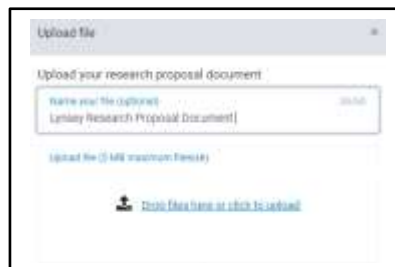 Upload file
×
Upload your research proposal document
Name your file (optional)
Lynsey Research Proposal Document
Upload file (5 MB maximum filesize)
Drop files here or click to upload